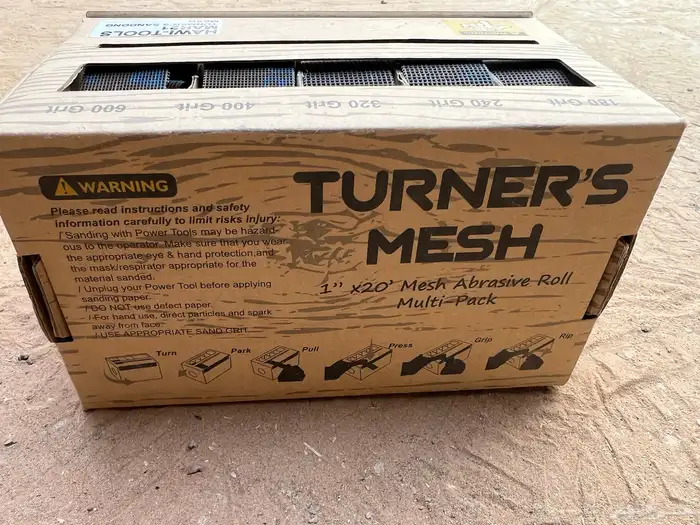 HAWI-TOOLS
600 Grit 400 Grit 320 Grit 240 Grit 180 Grit
WARNING
Please read instructions and safety
information carefully to limit risks injury:
/ Sanding with Power Tools may be hazard
ous to the operator. Make sure that you wear
the appropriate eye & hand protection,and
the mask/respirator appropriate for the
material sanded.
/ Unplug your Power Tool before applying
sanding paper.
/ DO NOT use defect paper.
/ For hand use, direct particles and spark
away from face.
/ USE APPROPRIATE SAND GRIT.
TURNER'S
MESH
1'' x20' Mesh Abrasive Roll
Multi-Pack
Turn Park Pull Press Grip Rip